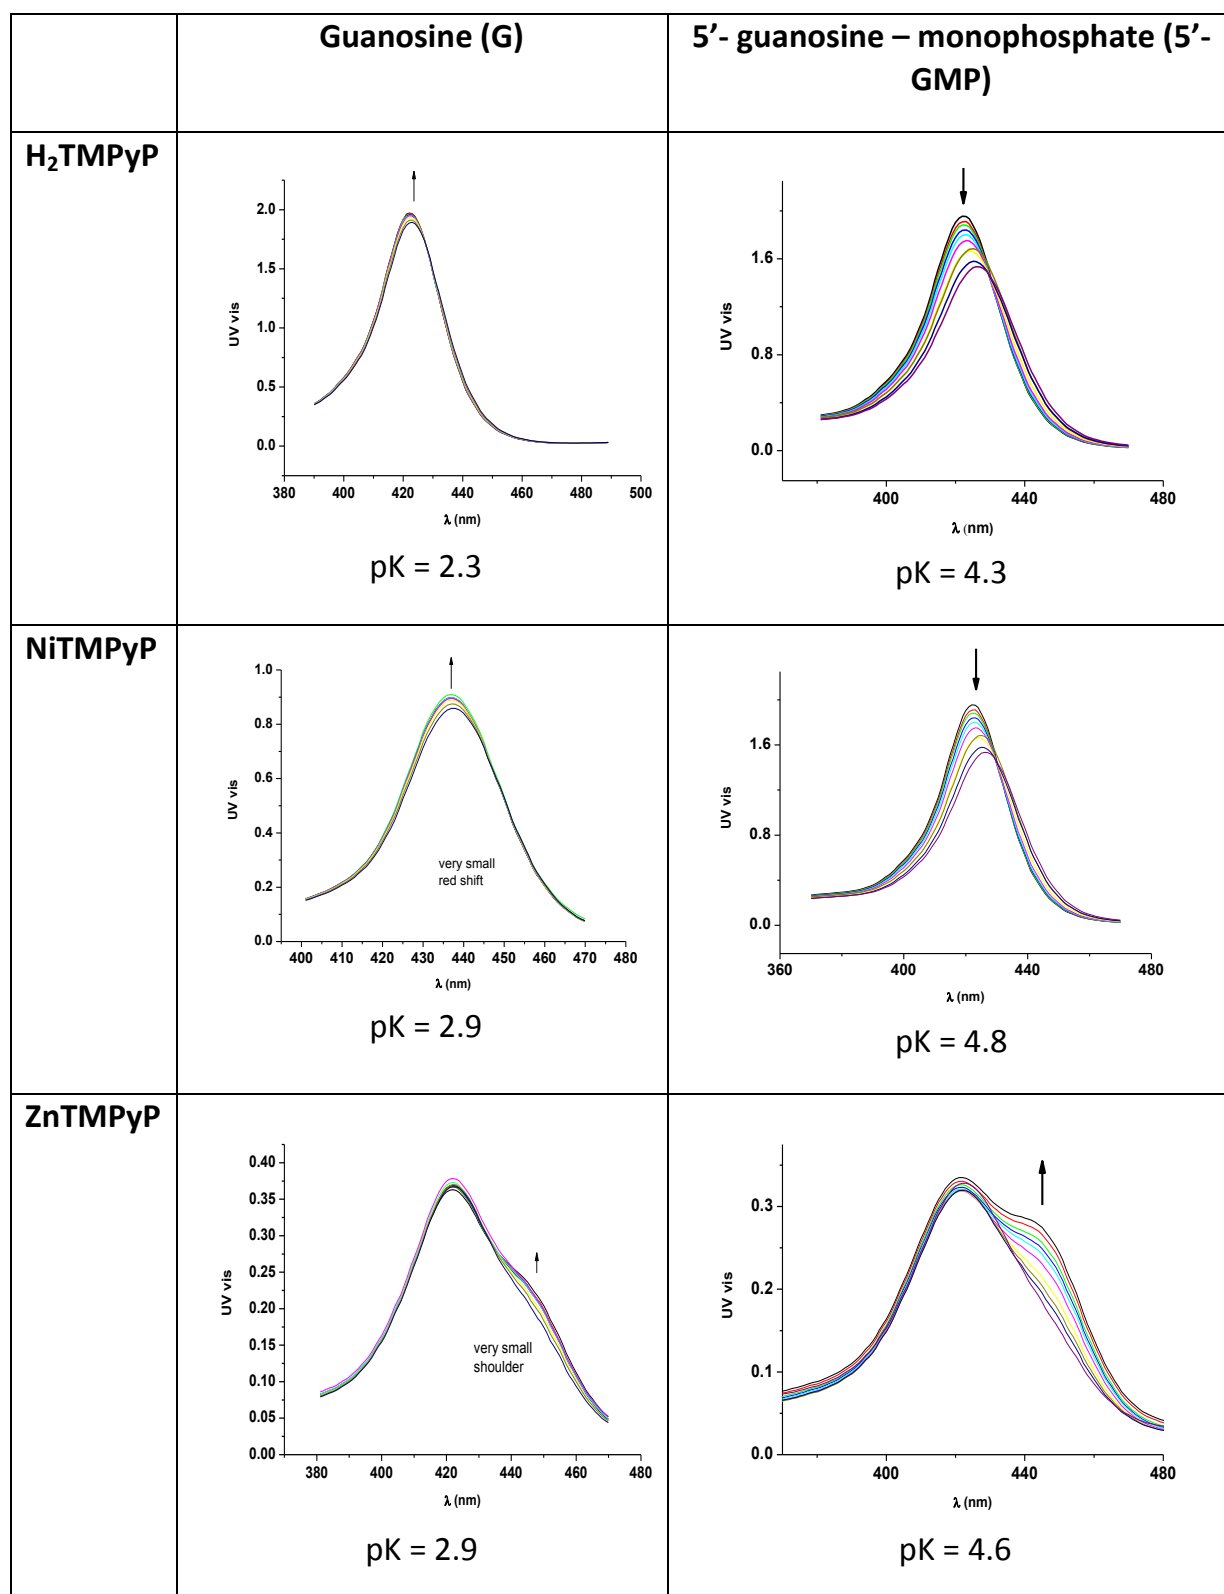 Guanosine (G)
5’- guanosine – monophosphate (5’-
GMP)
H₂TMPyP
2.0
1.5
1.0
0.5
0.0
UV vis
380 400 420 440 460 480 500
λ (nm)
pK = 2.3
1.6
0.8
0.0
UV vis
400 440 480
λ (nm)
pK = 4.3
NiTMPyP
1.0
0.8
0.6
0.4
0.2
0.0
UV vis
very small
red shift
400 410 420 430 440 450 460 470 480
λ (nm)
pK = 2.9
1.6
0.8
0.0
UV vis
360 400 440 480
λ (nm)
pK = 4.8
ZnTMPyP
0.40
0.35
0.30
0.25
0.20
0.15
0.10
0.05
0.00
UV vis
very small
shoulder
380 400 420 440 460 480
λ (nm)
pK = 2.9
0.3
0.2
0.1
0.0
UV vis
400 440 480
λ (nm)
pK = 4.6